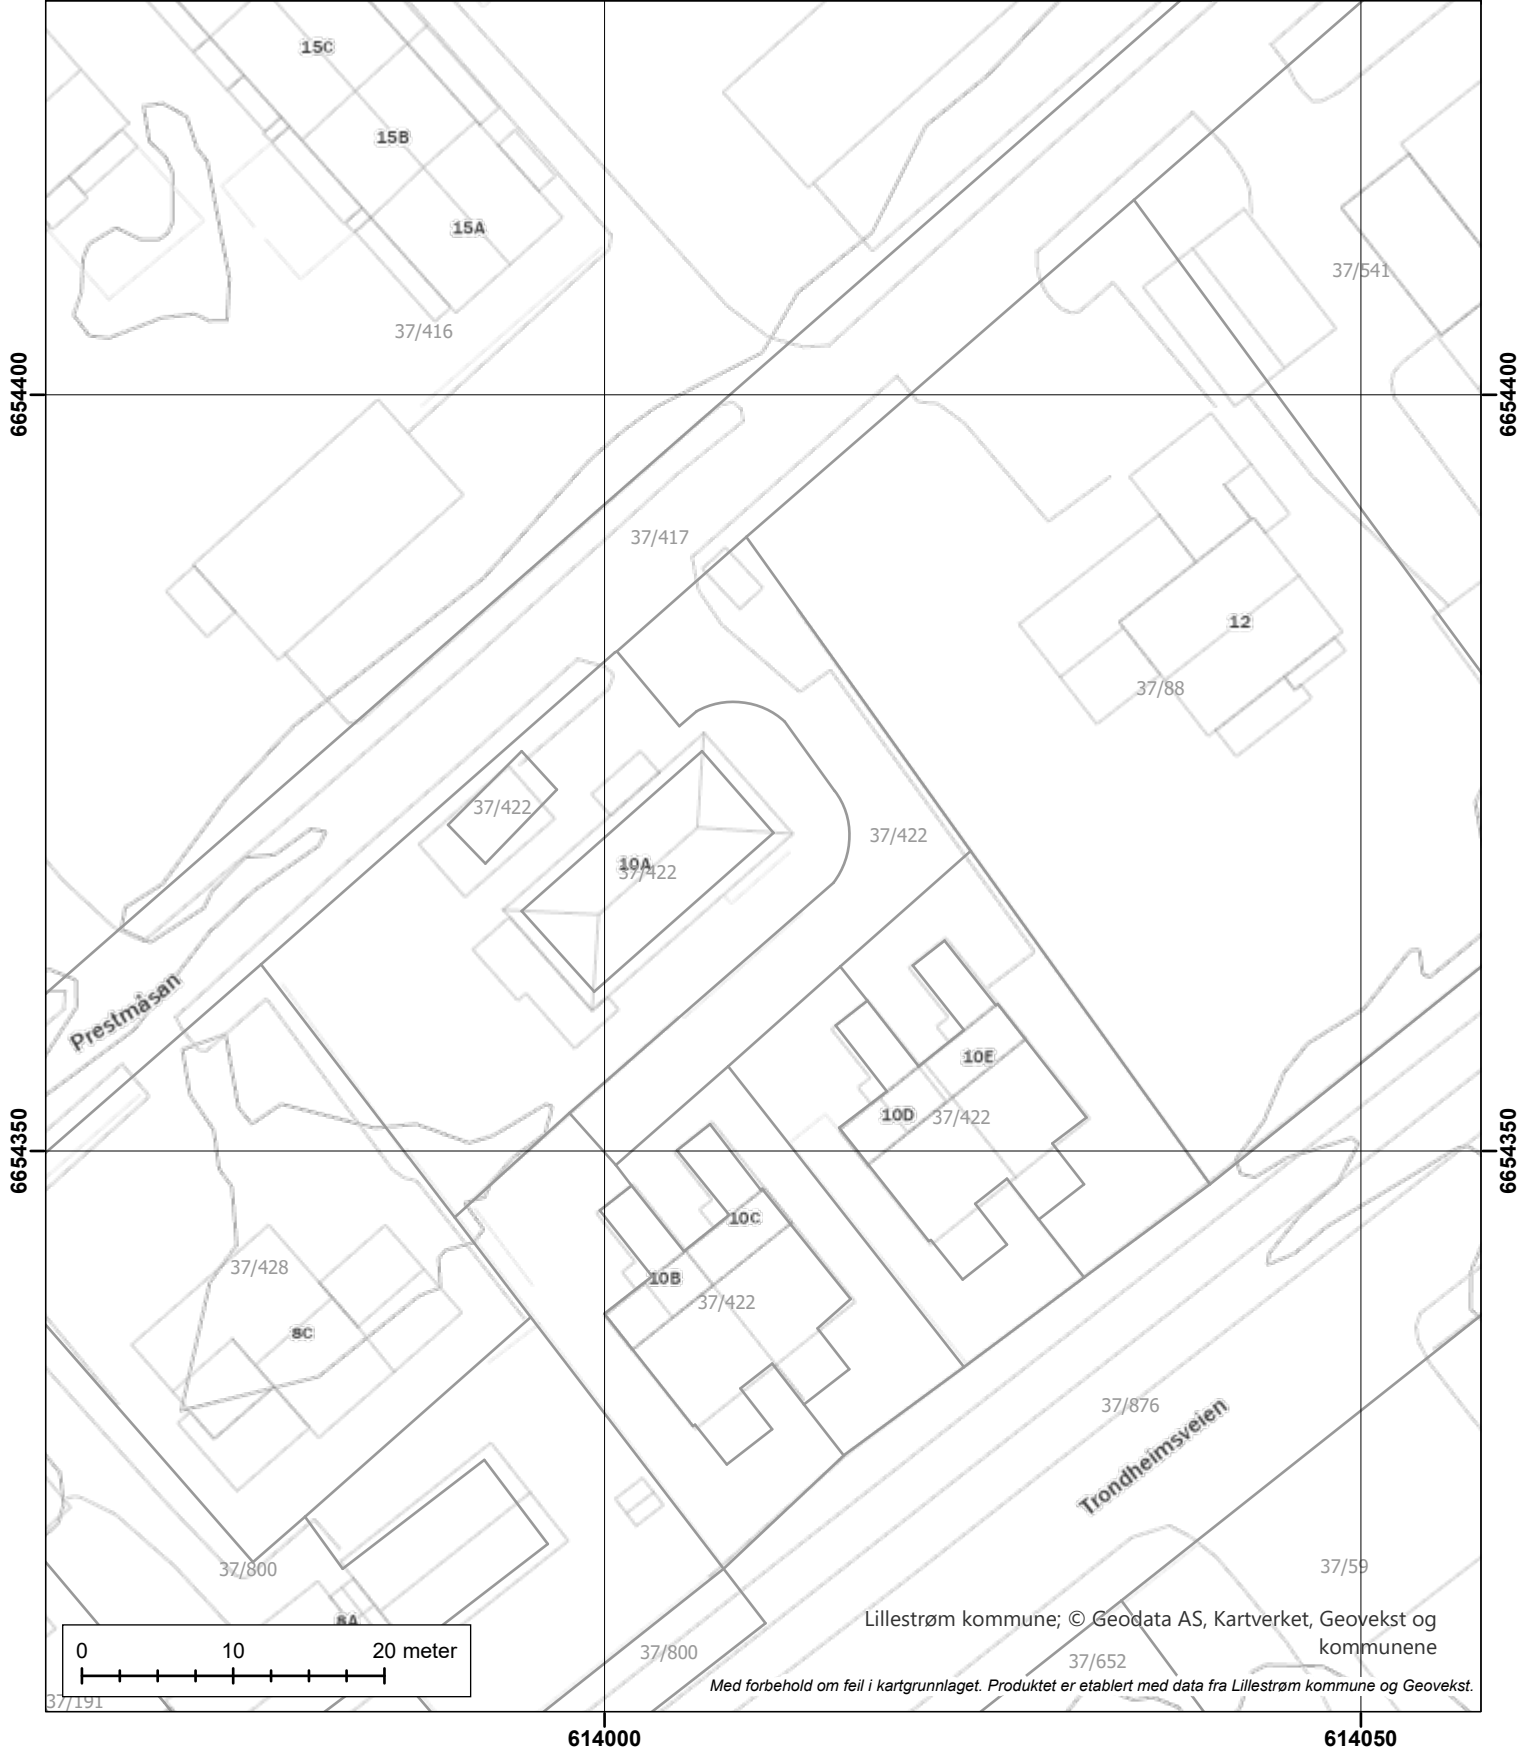 15C
15B
15A
37/541
37/416
6654400
6654400
37/417
12
37/88
37/422
37/422
10A
37/422
Prestmåsan
10E
10D
37/422
6654350
6654350
10C
37/428
10B
37/422
8C
37/876
Trondheimsveien
37/59
37/800
8A
Lillestrøm kommune; © Geodata AS, Kartverket, Geovekst og
kommunene
0 10 20 meter
37/800
37/652
Med forbehold om feil i kartgrunnlaget. Produktet er etablert med data fra Lillestrøm kommune og Geovekst.
37/191
614000
614050